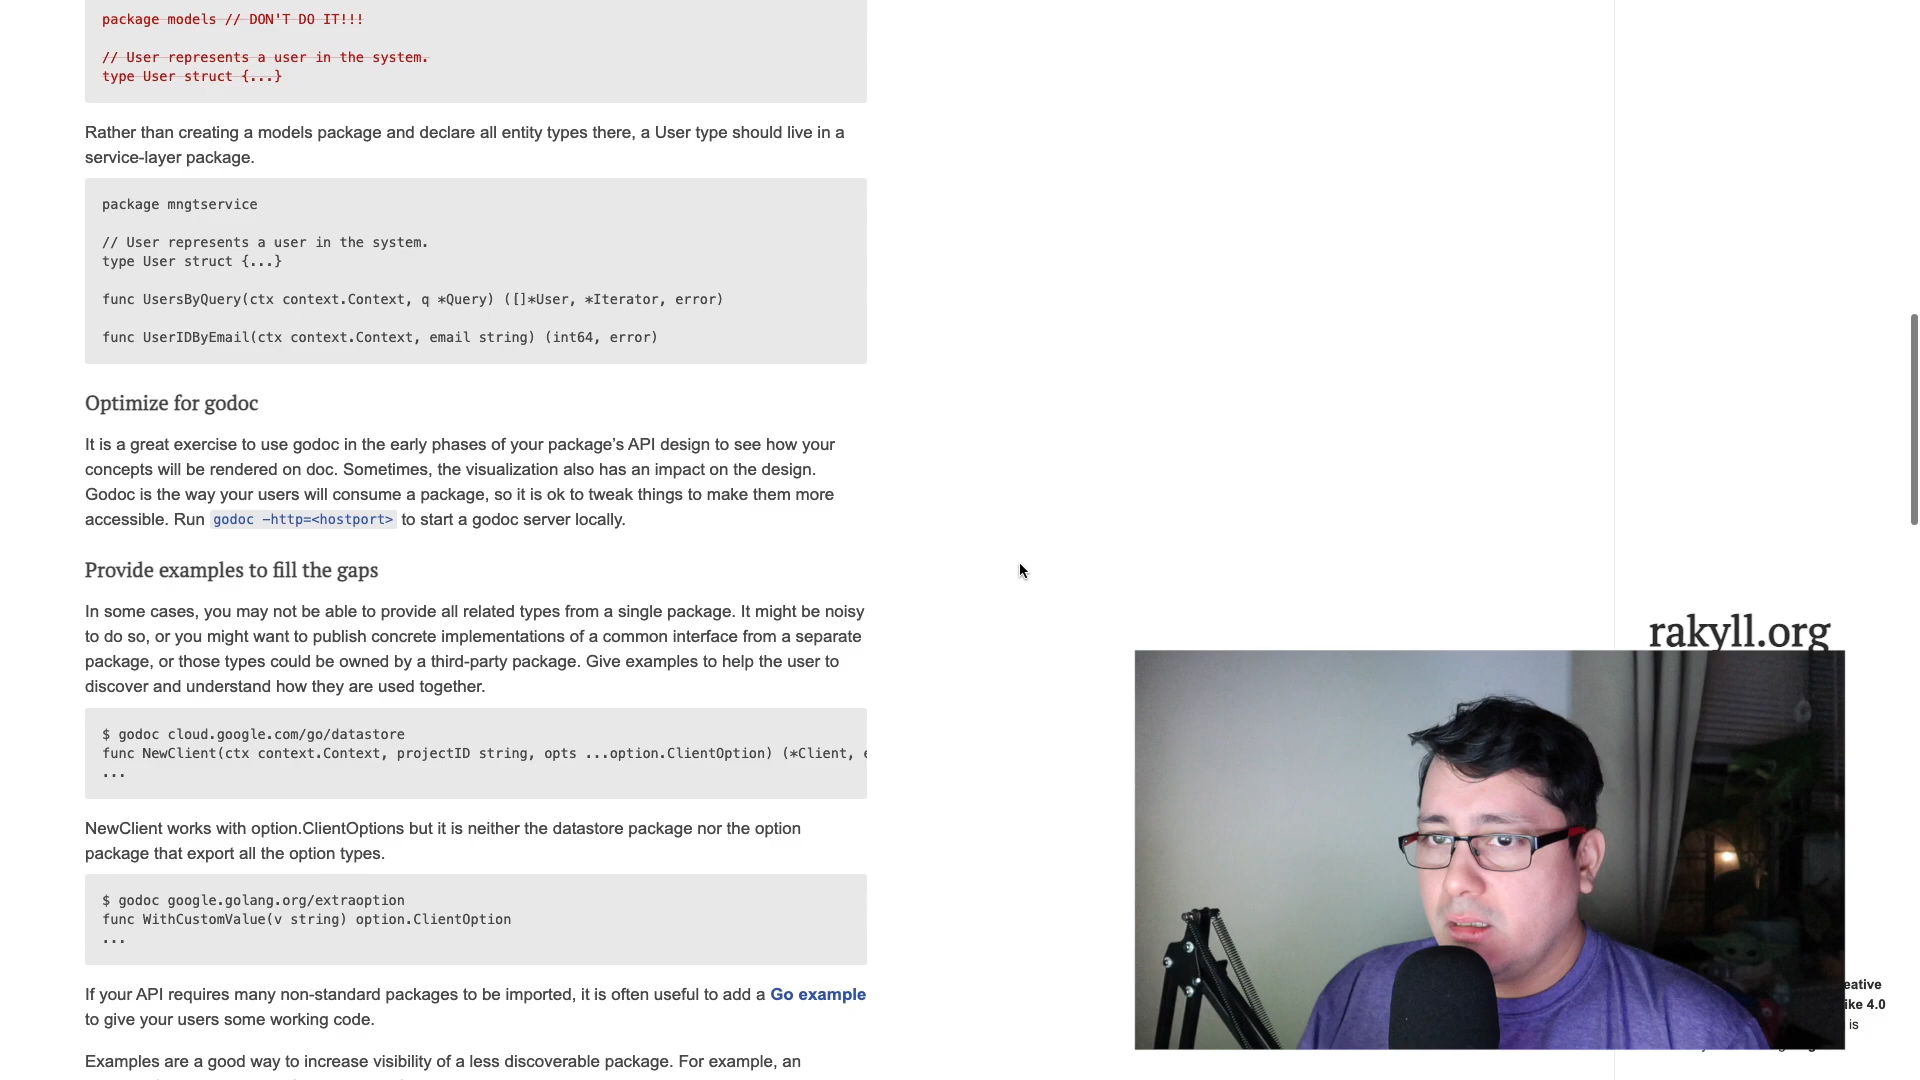 package models // DON'T DO IT!!!
// User represents a user in the system.
type User struct {...}
Rather than creating a models package and declare all entity types there, a User type should live in a
service-layer package.
package mngtservice
// User represents a user in the system.
type User struct {...}
func UsersByQuery(ctx context.Context, q *Query) ([]*User, *Iterator, error)
func UserIDByEmail(ctx context.Context, email string) (int64, error)
Optimize for godoc
It is a great exercise to use godoc in the early phases of your package’s API design to see how your
concepts will be rendered on doc. Sometimes, the visualization also has an impact on the design.
Godoc is the way your users will consume a package, so it is ok to tweak things to make them more
accessible. Run godoc -http=<hostport> to start a godoc server locally.
Provide examples to fill the gaps
In some cases, you may not be able to provide all related types from a single package. It might be noisy
to do so, or you might want to publish concrete implementations of a common interface from a separate
package, or those types could be owned by a third-party package. Give examples to help the user to
discover and understand how they are used together.
$ godoc cloud.google.com/go/datastore
func NewClient(ctx context.Context, projectID string, opts ...option.ClientOption) (*Client, e
...
NewClient works with option.ClientOptions but it is neither the datastore package nor the option
package that export all the option types.
$ godoc google.golang.org/extraoption
func WithCustomValue(v string) option.ClientOption
...
If your API requires many non-standard packages to be imported, it is often useful to add a Go example
to give your users some working code.
Examples are a good way to increase visibility of a less discoverable package. For example, an
rakyll.org
eative
ike 4.0
is